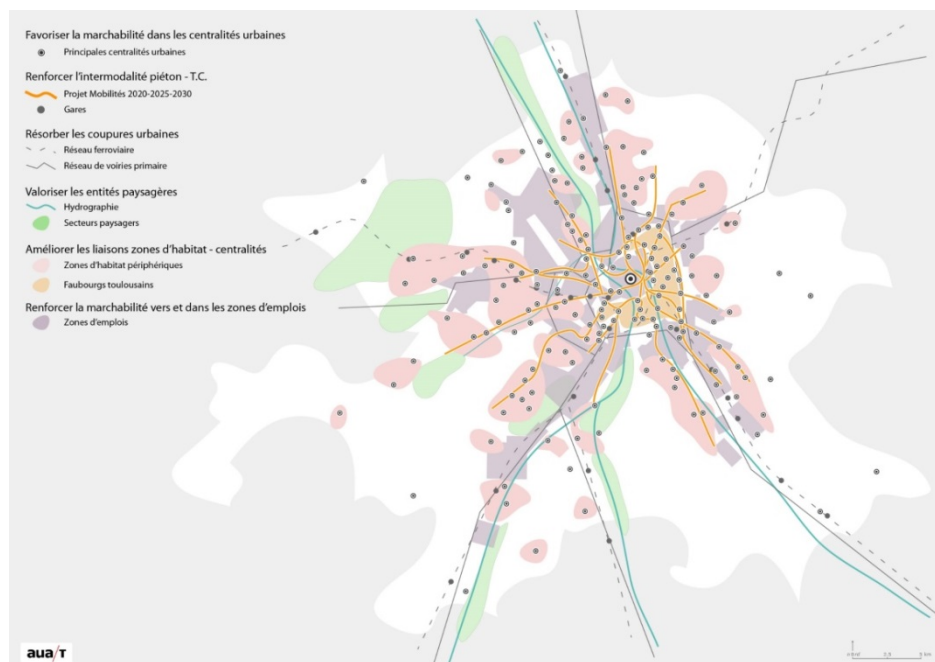 Favoriser la marchabilité dans les centralités urbaines
Principales centralités urbaines
Renforcer l'intermodalité piéton - T.C.
Projet Mobilités 2020-2025-2030
Gares
Résorber les coupures urbaines
Réseau ferroviaire
Réseau de voiries primaire
Valoriser les entités paysagères
Hydrographie
Secteurs paysagers
Améliorer les liaisons zones d'habitat - centralités
Zones d'habitat périphériques
Faubourgs toulousains
Renforcer la marchabilité vers et dans les zones d'emplois
Zones d'emplois
aua/T